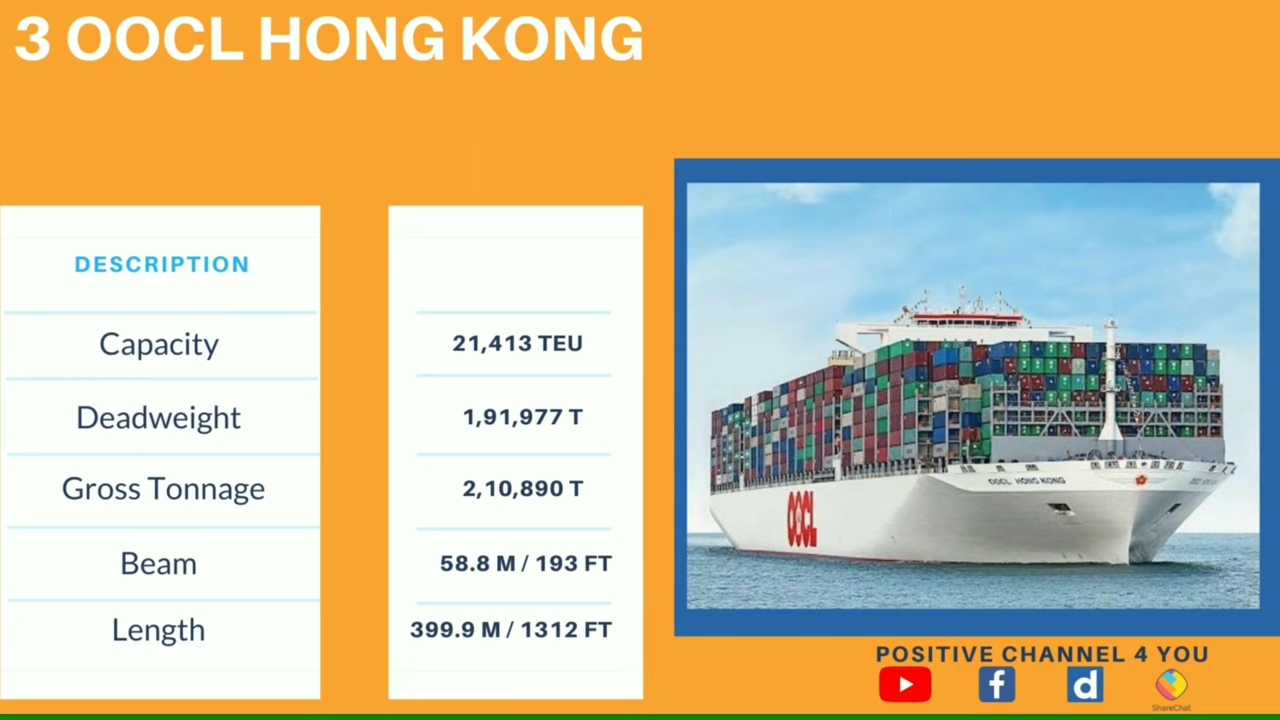 3 OOCL HONG KONG
DESCRIPTION
Capacity 21,413 TEU
Deadweight 1,91,977 T
Gross Tonnage 2,10,890 T
Beam 58.8 M / 193 FT
Length 399.9 M / 1312 FT
OOCL HONG KONG
OOCL
POSITIVE CHANNEL 4 YOU
ShareChat